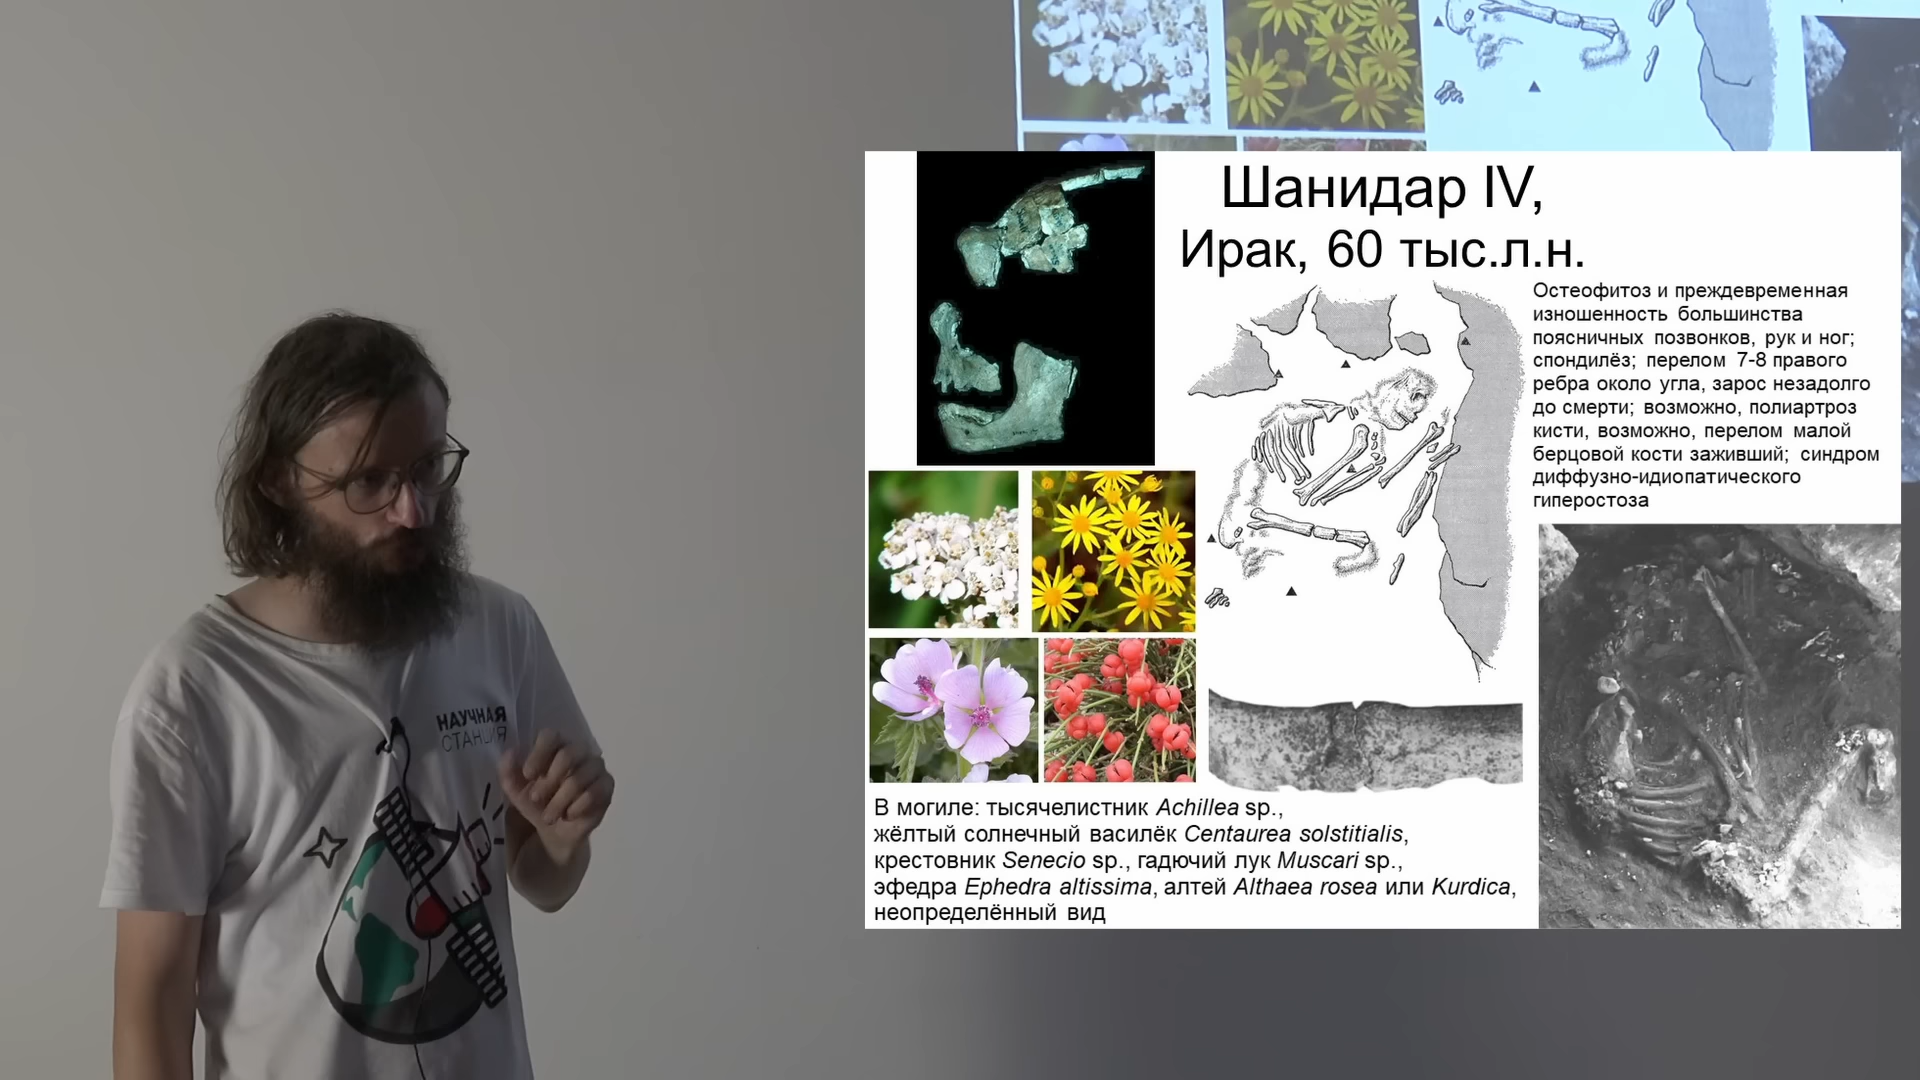 Шанидар IV,
Ирак, 60 тыс.л.н.
Остеофитоз и преждевременная
изношенность большинства
поясничных позвонков, рук и ног;
спондилёз; перелом 7-8 правого
ребра около угла, зарос незадолго
до смерти; возможно, полиартроз
кисти, возможно, перелом малой
берцовой кости заживший; синдром
диффузно-идиопатического
гиперостоза
В могиле: тысячелистник Achillea sp.,
жёлтый солнечный василёк Centaurea solstitialis,
крестовник Senecio sp., гадючий лук Muscari sp.,
эфедра Ephedra altissima, алтей Althaea rosea или Kurdica,
неопределённый вид
НАУЧНАЯ
СТАНЦИЯ